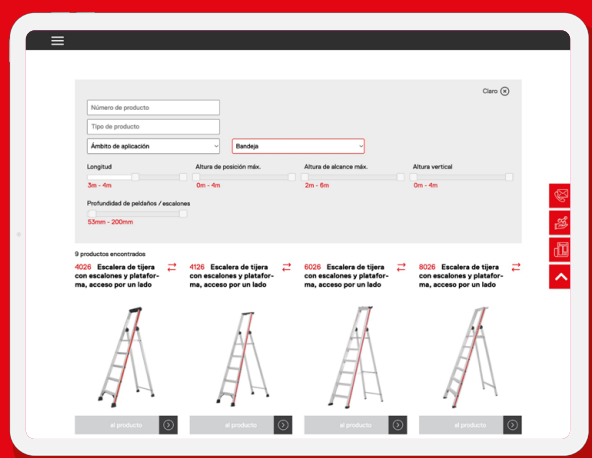 Claro
Número de producto
Tipo de producto
Ámbito de aplicación
Bandeja
Longitud
Altura de posición máx.
Altura de alcance máx.
Altura vertical
3m - 4m
0m - 4m
2m - 6m
0m - 4m
Profundidad de peldaños / escalones
53mm - 200mm
9 productos encontrados
4026 Escalera de tijera
con escalones y platafor-
ma, acceso por un lado
4126 Escalera de tijera
con escalones y platafor-
ma, acceso por un lado
6026 Escalera de tijera
con escalones y platafor-
ma, acceso por un lado
8026 Escalera de tijera
con escalones y platafor-
ma, acceso por un lado
al producto
al producto
al producto
al producto